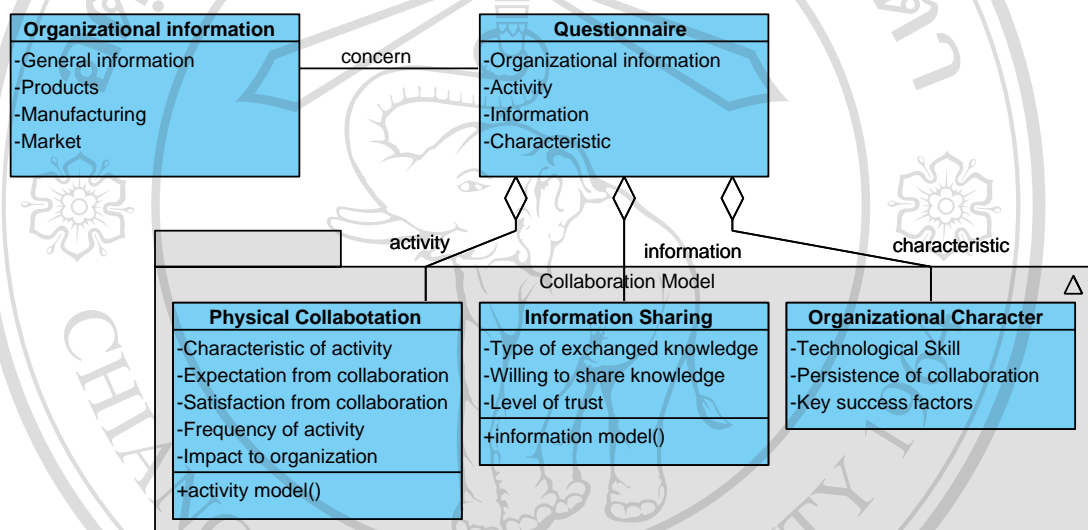 Organizational information
-General information
-Products
-Manufacturing
-Market
concern
Questionnaire
-Organizational information
-Activity
-Information
-Characteristic
activity
information
characteristic
Collaboration Model
Physical Collabotation
-Characteristic of activity
-Expectation from collaboration
-Satisfaction from collaboration
-Frequency of activity
-Impact to organization
+activity model()
Information Sharing
-Type of exchanged knowledge
-Willing to share knowledge
-Level of trust
+information model()
Organizational Character
-Technological Skill
-Persistence of collaboration
-Key success factors